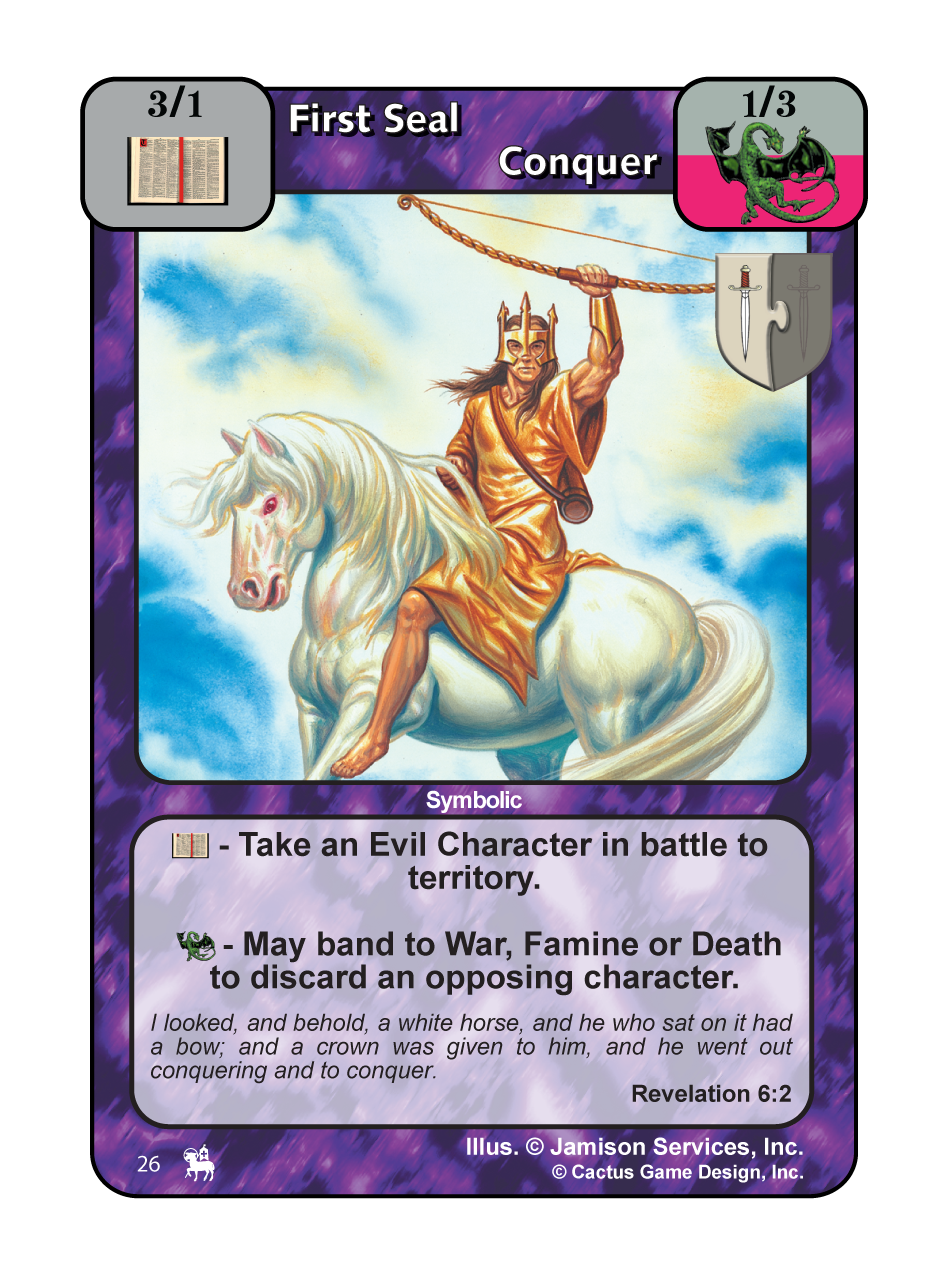 3/1
First Seal
Conquer
1/3
Symbolic
- Take an Evil Character in battle to
territory.
- May band to War, Famine or Death
to discard an opposing character.
I looked, and behold, a white horse, and he who sat on it had
a bow; and a crown was given to him, and he went out
conquering and to conquer.
Revelation 6:2
26
Illus. © Jamison Services, Inc.
© Cactus Game Design, Inc.